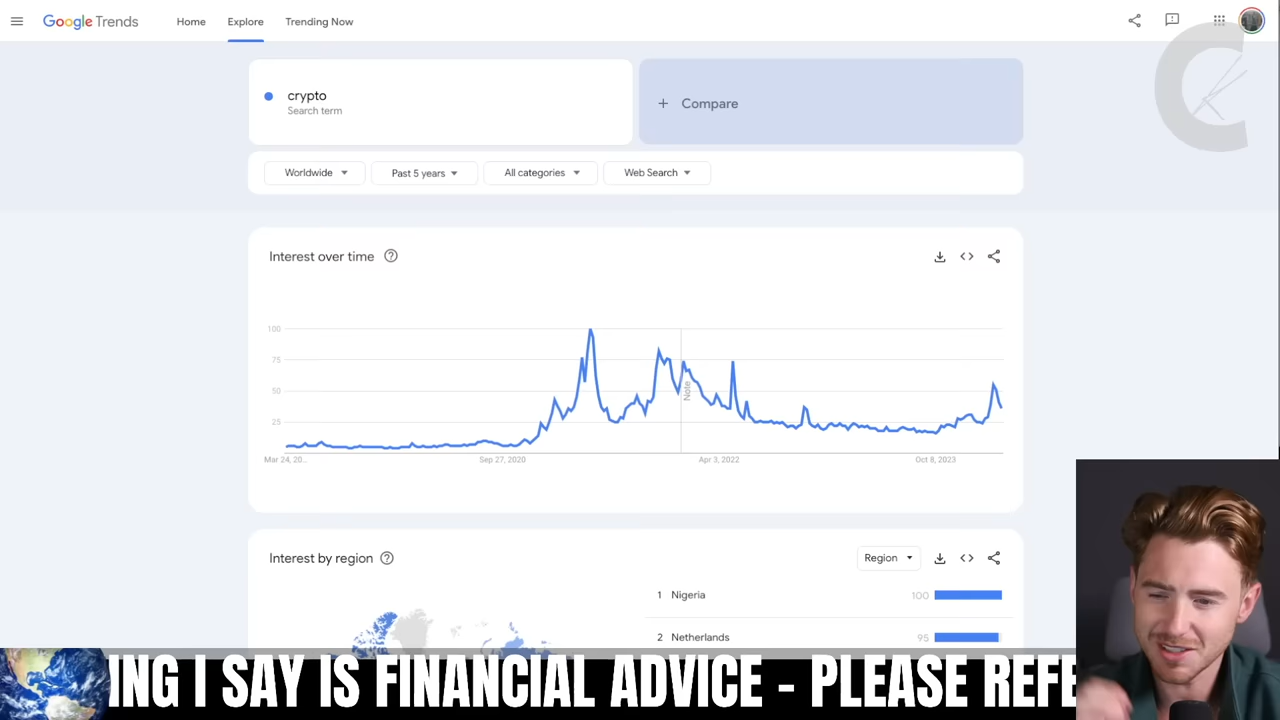 Google Trends
Home
Explore
Trending Now
crypto
Search term
+ Compare
Worldwide
Past 5 years
All categories
Web Search
Interest over time
100
75
50
25
Note
Mar 24, 20...
Sep 27, 2020
Apr 3, 2022
Oct 8, 2023
Interest by region
Region
1 Nigeria 100
2 Netherlands 95
ING I SAY IS FINANCIAL ADVICE - PLEASE REFE